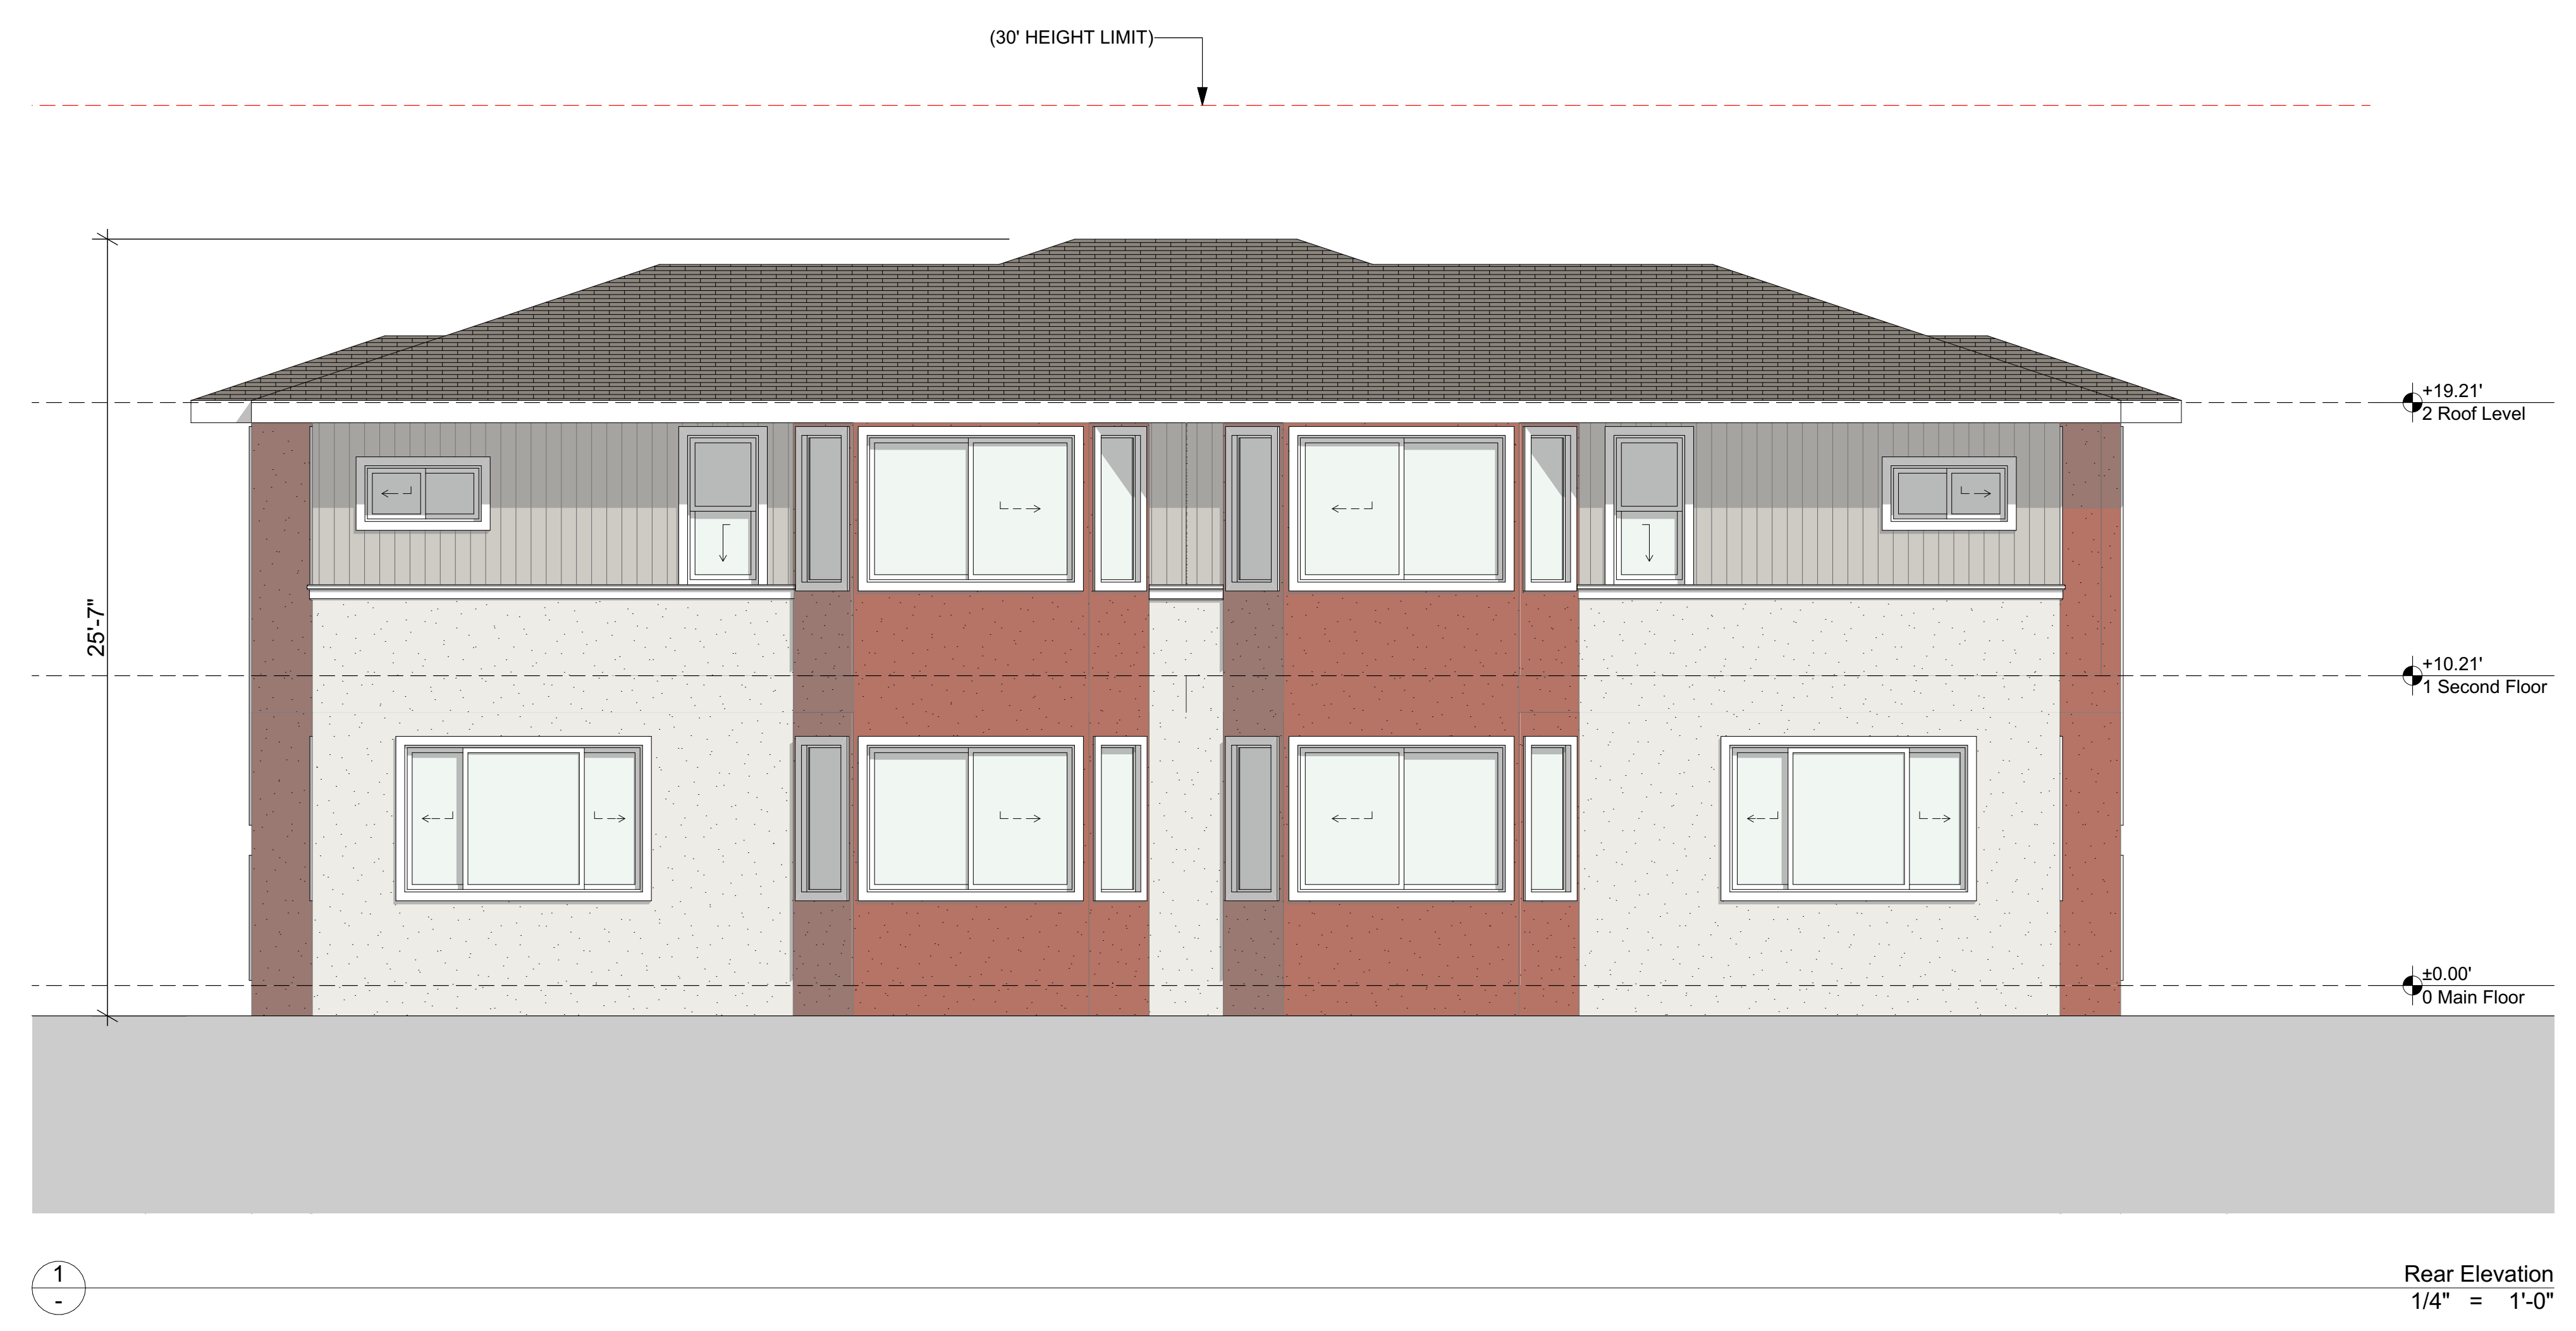 (30' HEIGHT LIMIT)
+19.21'
2 Roof Level
25'-7"
+10.21'
1 Second Floor
±0.00'
0 Main Floor
1
-
Rear Elevation
1/4" = 1'-0"